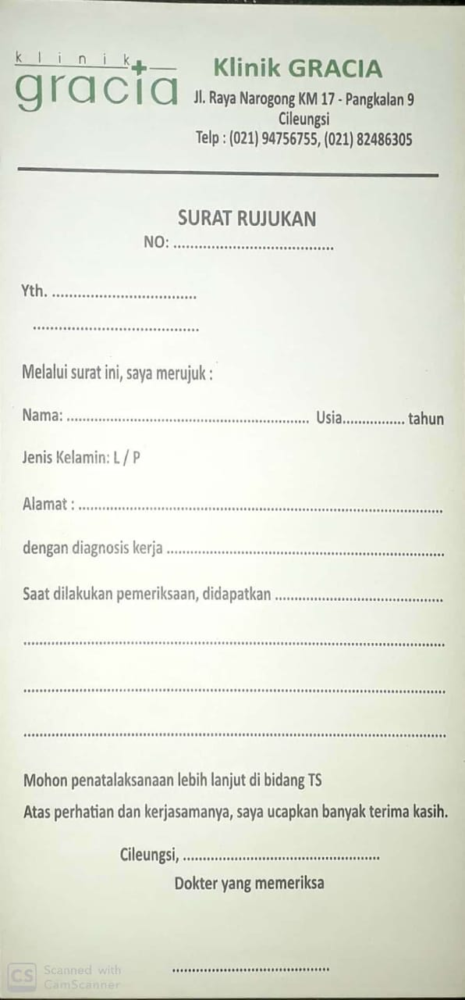 klinik
gracia
Klinik GRACIA
Jl. Raya Narogong KM 17 - Pangkalan 9
Cileungsi
Telp : (021) 94756755, (021) 82486305
SURAT RUJUKAN
NO: ....................................
Yth. .................................
......................................
Melalui surat ini, saya merujuk :
Nama: ........................................................ Usia............... tahun
Jenis Kelamin: L / P
Alamat : ....................................................................................
dengan diagnosis kerja ................................................................
Saat dilakukan pemeriksaan, didapatkan .......................................
.................................................................................................
.................................................................................................
.................................................................................................
Mohon penatalaksanaan lebih lanjut di bidang TS
Atas perhatian dan kerjasamanya, saya ucapkan banyak terima kasih.
Cileungsi, .............................................
Dokter yang memeriksa
....................................
CS Scanned with
CamScanner